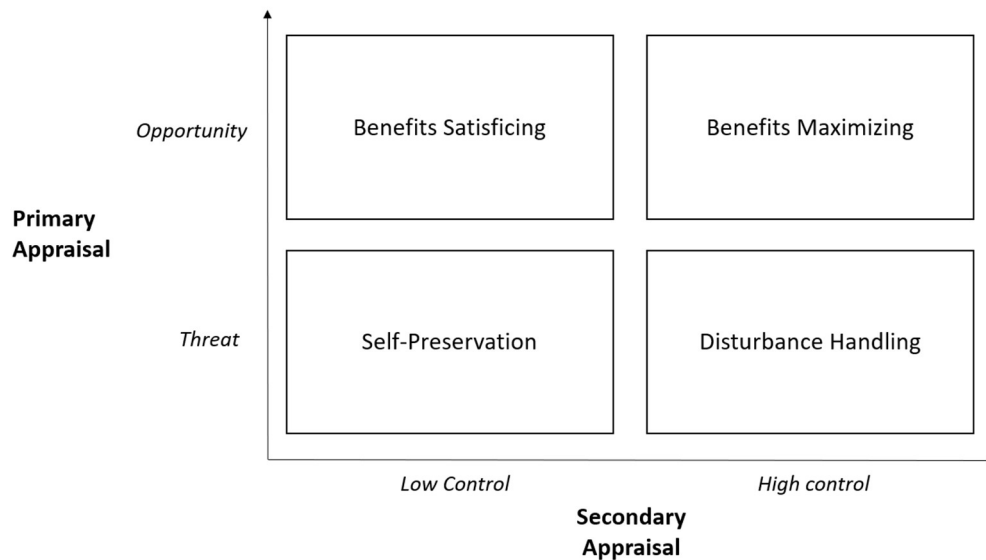 Benefits Satisficing
Benefits Maximizing
Opportunity
Primary
Appraisal
Threat
Self-Preservation
Disturbance Handling
Low Control
High control
Secondary
Appraisal